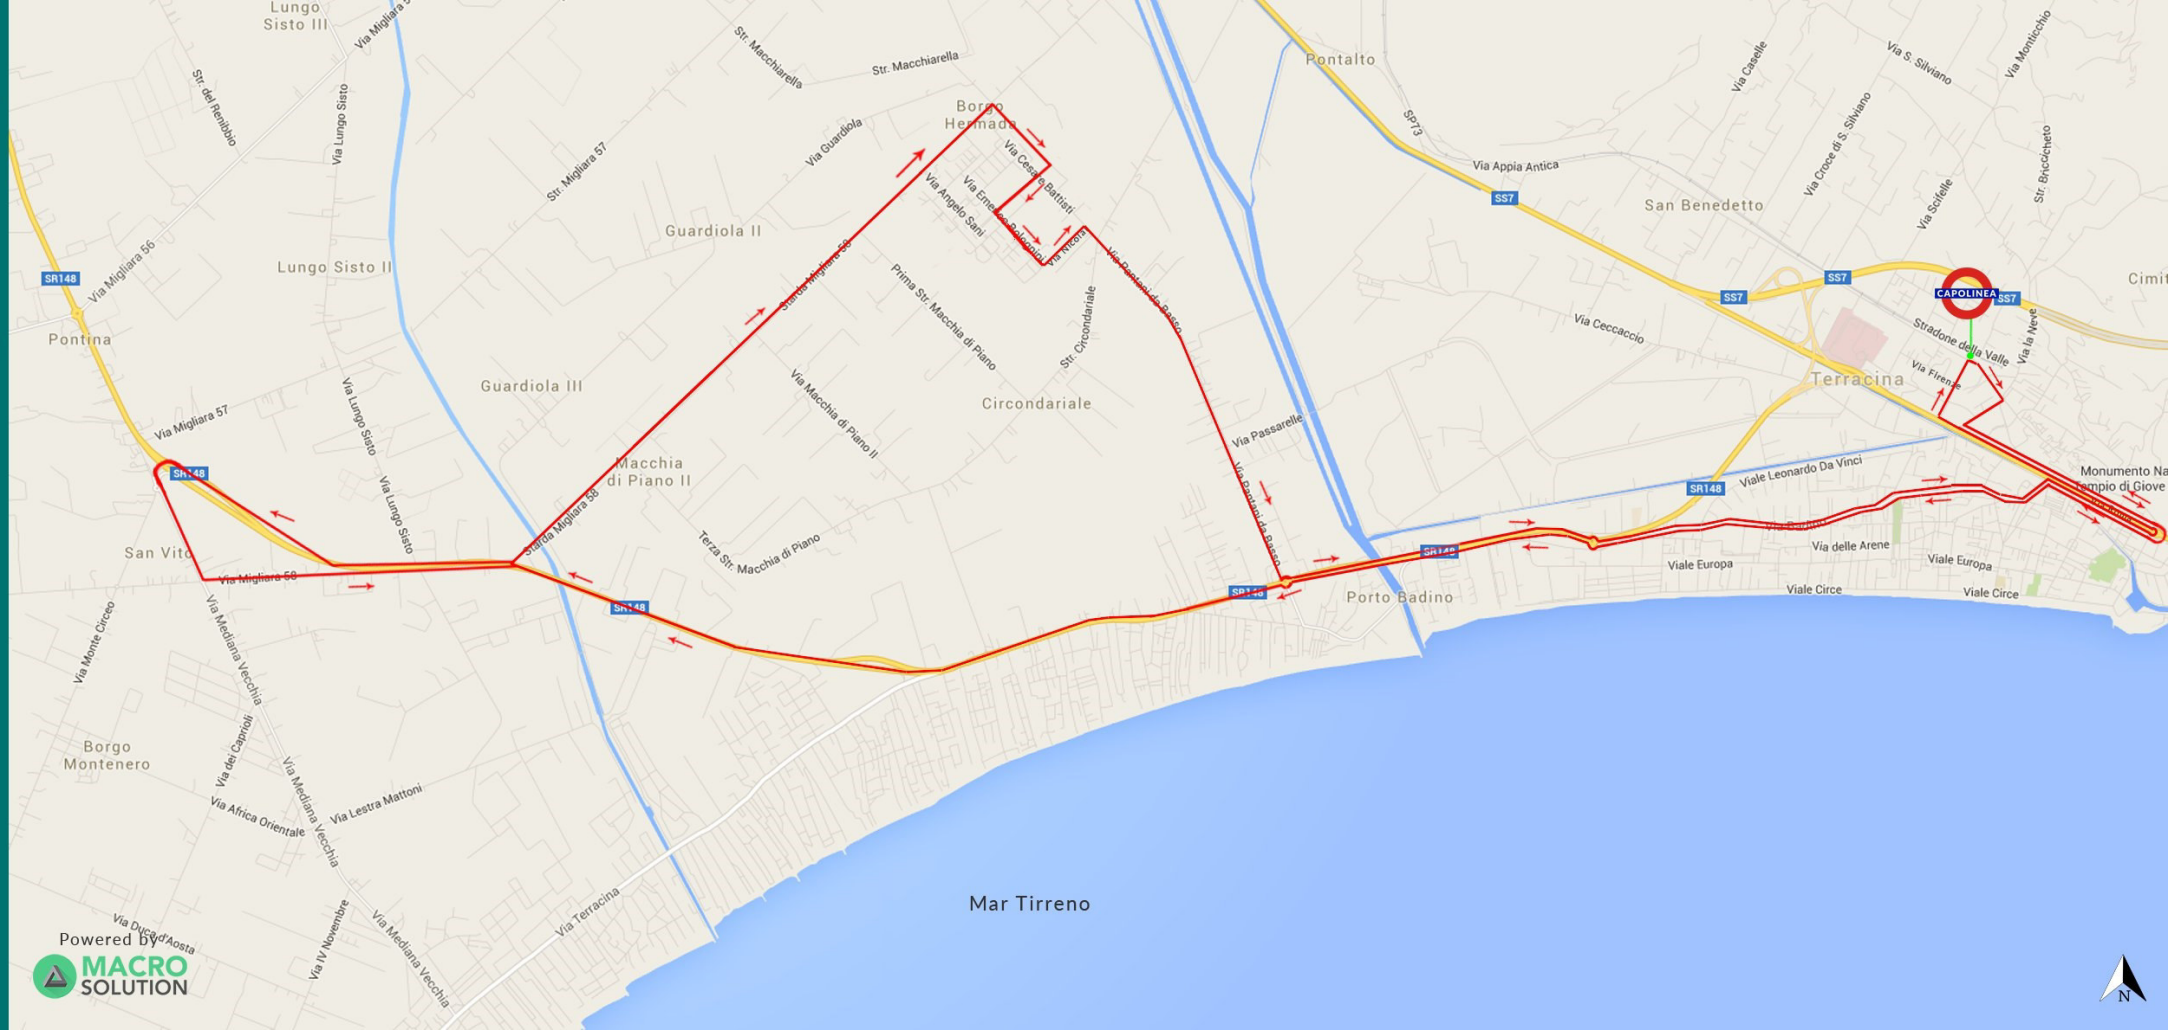 Lungo
Sisto III
Via Migliara 5
Str. Macchiarella
Str. Macchiarella
Pontalto
Via Caselle
Via S. Silviano
Via Monticchio
Str. del Renibbio
Via Lungo Sisto
Borgo
Hermada
SP73
Via Guardiola
Str. Migliara 57
Via Cesare Battisti
Via Appia Antica
Via Croce di S. Silviano
Str. Briccicheto
Via Angelo Sani
Via Ernesto Bolognini
SS7
San Benedetto
Via Scifelle
Guardiola II
Via Nicola
Via Migliara 56
Lungo Sisto II
SR148
Starda Migliara 58
Via Pantani da Basso
SS7
SS7
CAPOLINEA
SS7
Cimit
Pontina
Prima Str. Macchia di Piano
Str. Circondariale
Via Ceccaccio
Stradone della Valle
Via la Neve
Via Firenze
Terracina
Guardiola III
Circondariale
Via Macchia di Piano II
Via Migliara 57
Via Lungo Sisto
Via Passarelle
Macchia
di Piano II
SR148
Via Lungo Sisto
Via Pantani da Basso
SR148
Viale Leonardo Da Vinci
Monumento Na
Tempio di Giove
Starda Migliara 58
San Vito
Terza Str. Macchia di Piano
SR148
Via delle Arene
Viale Europa
Viale Europa
Via Migliara 58
SR148
SR148
Porto Badino
Viale Circe
Viale Circe
Via Monte Circeo
Via Mediana Vecchia
Borgo
Montenero
Via dei Caprioli
Via Mediana Vecchia
Via Africa Orientale
Via Lestra Mattoni
Via Terracina
Mar Tirreno
Via Duca d'Aosta
Via IV Novembre
Via Mediana Vecchia
Powered by
MACRO
SOLUTION
N